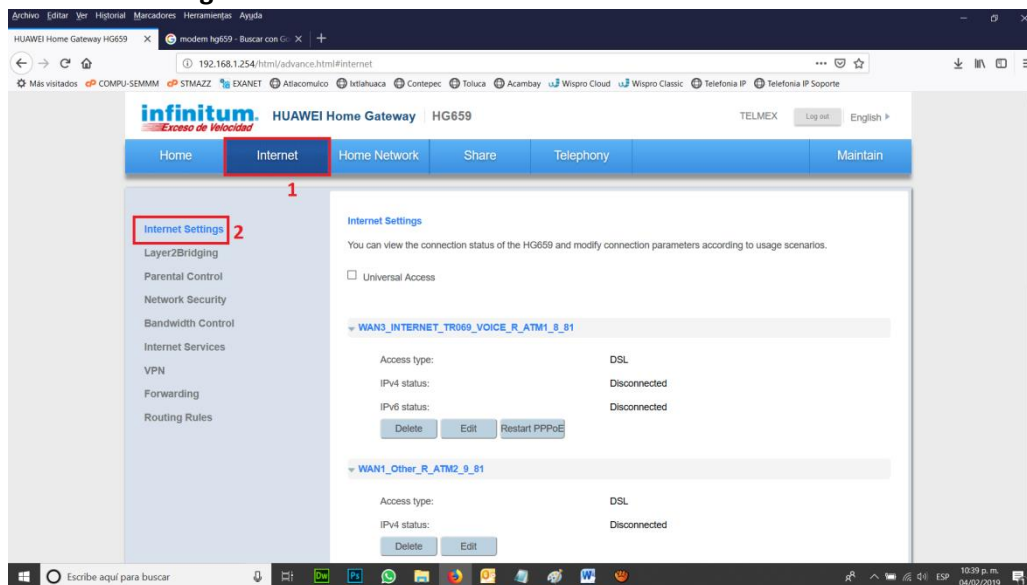 Archivo Editar Ver Historial Marcadores Herramientas Ayuda
HUAWEI Home Gateway HG659
modem hg659 - Buscar con Go
192.168.1.254/html/advance.html#internet
Más visitados COMPU-SEMMM STMAZZ EXANET Atlacomulco Ixtlahuaca Contepec Toluca Acambay Wispro Cloud Wispro Classic Telefonia IP Telefonia IP Soporte
infinitum.
Exceso de Velocidad
HUAWEI Home Gateway HG659
TELMEX Log out English
Home Internet Home Network Share Telephony Maintain
1
Internet Settings 2
Layer2Bridging
Parental Control
Network Security
Bandwidth Control
Internet Services
VPN
Forwarding
Routing Rules
Internet Settings
You can view the connection status of the HG659 and modify connection parameters according to usage scenarios.
Universal Access
WAN3_INTERNET_TR069_VOICE_R_ATM1_8_81
Access type: DSL
IPv4 status: Disconnected
IPv6 status: Disconnected
Delete Edit Restart PPPoE
WAN1_Other_R_ATM2_9_81
Access type: DSL
IPv4 status: Disconnected
Delete Edit
Escribe aquí para buscar
ESP
10:39 p. m.
04/02/2019